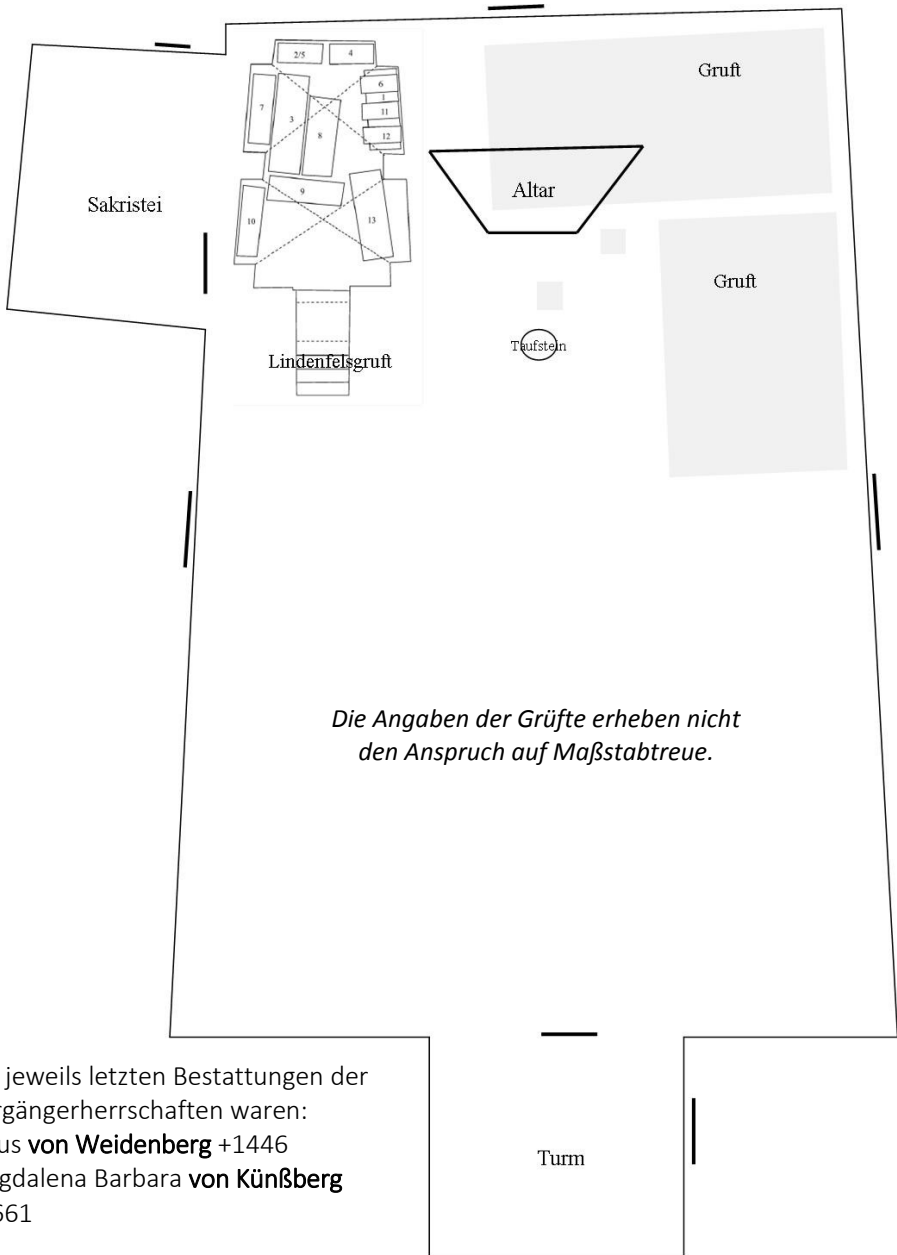 2/5
4
Gruft
6
7
1
3
11
8
12
9
10
13
Sakristei
Altar
Gruft
Taufstein
Lindenfelsgruft
Die Angaben der Grüfte erheben nicht
den Anspruch auf Maßstabtreue.
jeweils letzten Bestattungen der
rgängerherrschaften waren:
us von Weidenberg +1446
gdalena Barbara von Künßberg
661
Turm